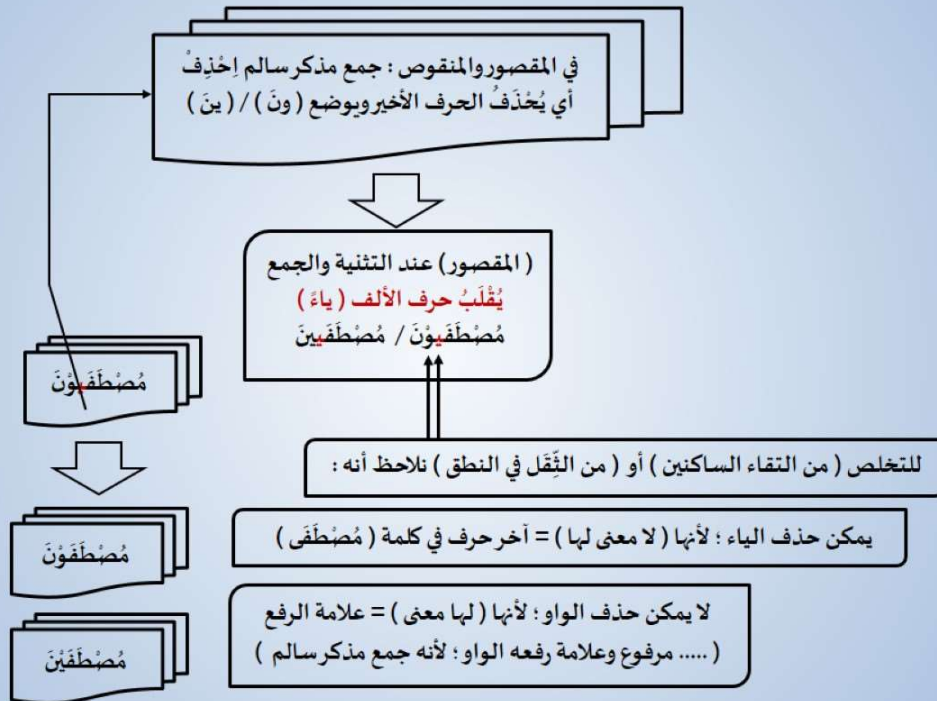 في المقصور والمنقوص : جمع مذكر سالم اِحْذِفْ
أي يُحْذَفُ الحرف الأخير ويوضع ( ونَ ) / ( ينَ )
( المقصور ) عند التثنية والجمع
يُقْلَبُ حرف الألف ( ياءً )
مُصْطَفَيوْنَ / مُصْطَفَيينَ
مُصْطَفَيوْنَ
للتخلص ( من التقاء الساكنين ) أو ( من الثِّقَل في النطق ) نلاحظ أنه :
مُصْطَفَوْنَ
يمكن حذف الياء ؛ لأنها ( لا معنى لها ) = آخر حرف في كلمة ( مُصْطَفَى )
لا يمكن حذف الواو ؛ لأنها ( لها معنى ) = علامة الرفع
( ..... مرفوع وعلامة رفعه الواو ؛ لأنه جمع مذكر سالم )
مُصْطَفَيْنَ